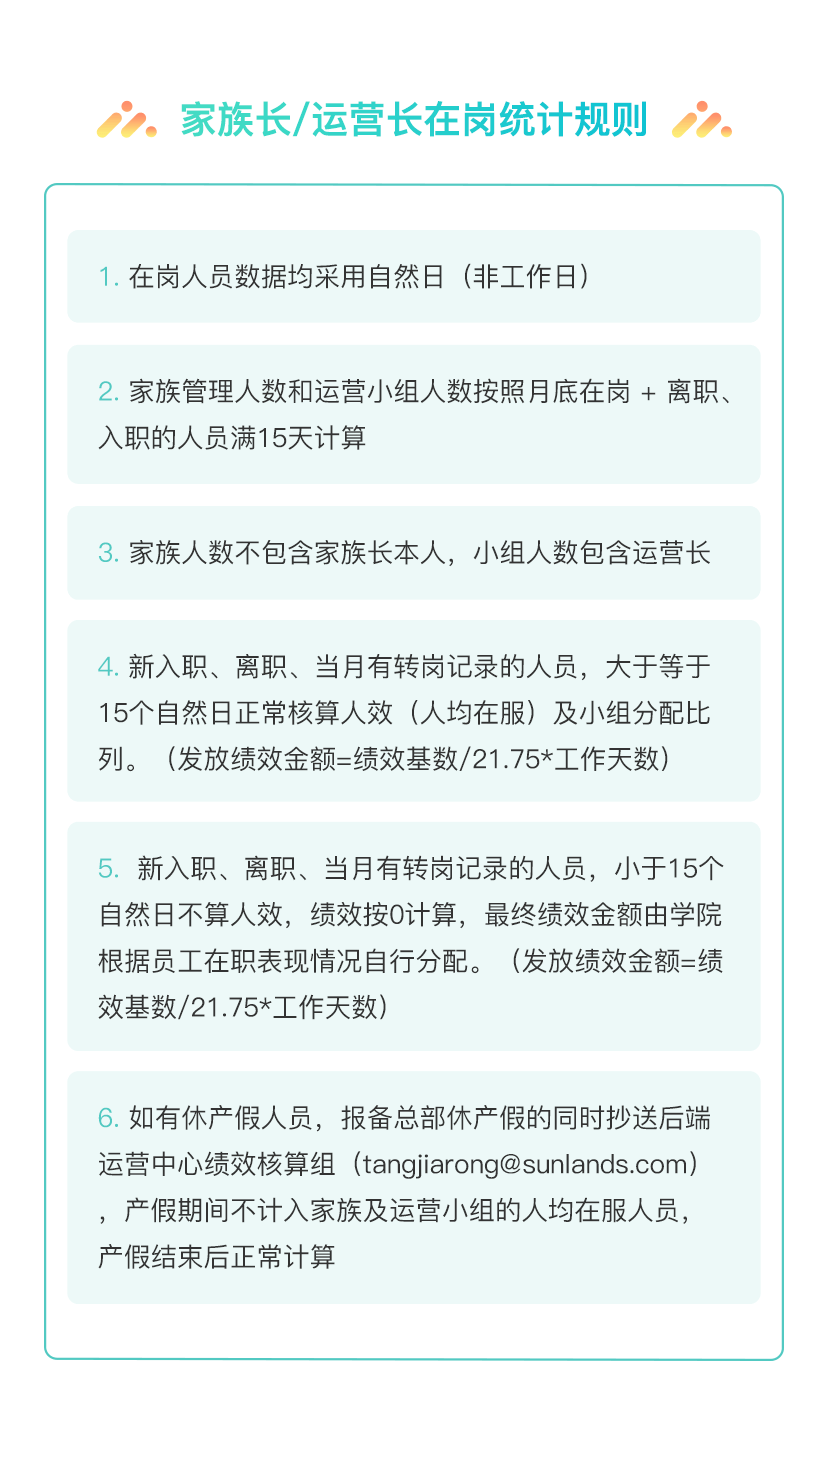 家族长/运营长在岗统计规则
1. 在岗人员数据均采用自然日（非工作日）
2. 家族管理人数和运营小组人数按照月底在岗 + 离职、
入职的人员满15天计算
3. 家族人数不包含家族长本人，小组人数包含运营长
4. 新入职、离职、当月有转岗记录的人员，大于等于
15个自然日正常核算人效（人均在服）及小组分配比
列。（发放绩效金额=绩效基数/21.75*工作天数）
5. 新入职、离职、当月有转岗记录的人员，小于15个
自然日不算人效，绩效按0计算，最终绩效金额由学院
根据员工在职表现情况自行分配。（发放绩效金额=绩
效基数/21.75*工作天数）
6. 如有休产假人员，报备总部休产假的同时抄送后端
运营中心绩效核算组（tangjiarong@sunlands.com）
，产假期间不计入家族及运营小组的人均在服人员，
产假结束后正常计算